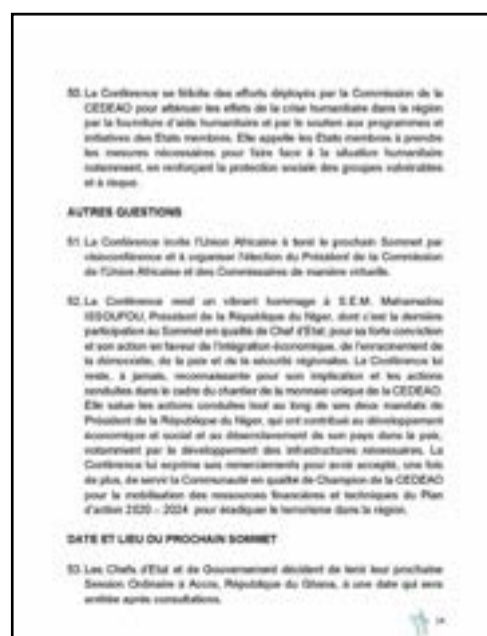 50. La Conférence se félicite des efforts déployés par la Commission de la
CEDEAO pour atténuer les effets de la crise humanitaire dans la région
par la fourniture d'aide humanitaire et par le soutien aux programmes et
initiatives des Etats membres. Elle appelle les Etats membres à prendre
les mesures nécessaires pour faire face à la situation humanitaire
notamment, en renforçant la protection sociale des groupes vulnérables
et à risque.
AUTRES QUESTIONS
51. La Conférence invite l'Union Africaine à tenir le prochain Sommet par
visioconférence et à organiser l'élection du Président de la Commission
de l'Union Africaine et des Commissaires de manière virtuelle.
52. La Conférence rend un vibrant hommage à S.E.M. Mahamadou
ISSOUFOU, Président de la République du Niger, dont c'est la dernière
participation au Sommet en qualité de Chef d'Etat, pour sa forte conviction
et son action en faveur de l'intégration économique, de l'enracinement de
la démocratie, de la paix et de la sécurité régionales. La Conférence lui
reste, à jamais, reconnaissante pour son implication et les actions
conduites dans le cadre du chantier de la monnaie unique de la CEDEAO.
Elle salue les actions conduites tout au long de ses deux mandats de
Président de la République du Niger, qui ont contribué au développement
économique et social et au désenclavement de son pays dans la paix,
notamment par le développement des infrastructures nécessaires. La
Conférence lui exprime ses remerciements pour avoir accepté, une fois
de plus, de servir la Communauté en qualité de Champion de la CEDEAO
pour la mobilisation des ressources financières et techniques du Plan
d'action 2020 – 2024 pour éradiquer le terrorisme dans la région.
DATE ET LIEU DU PROCHAIN SOMMET
53. Les Chefs d'Etat et de Gouvernement décident de tenir leur prochaine
Session Ordinaire à Accra, République du Ghana, à une date qui sera
arrêtée après consultations.